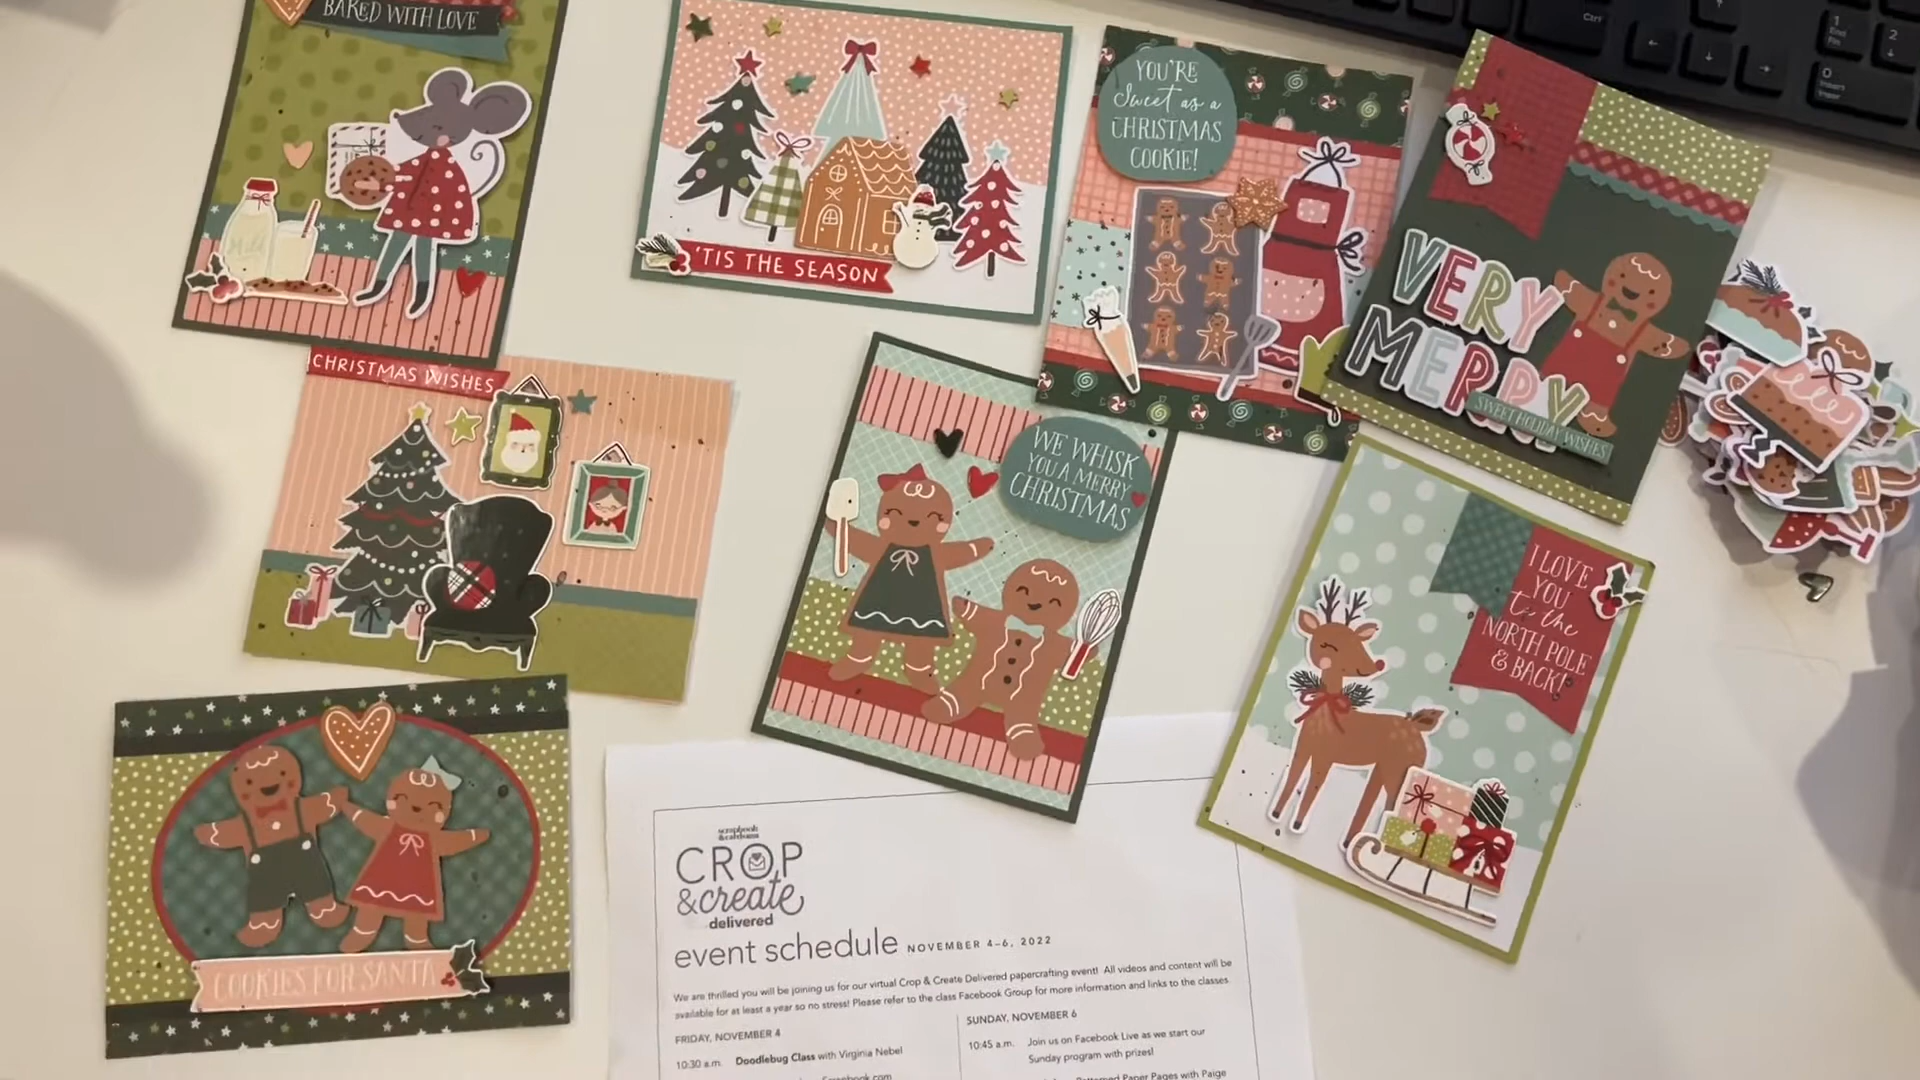 BAKED WITH LOVE
'TIS THE SEASON
YOU'RE
Sweet as a
CHRISTMAS
COOKIE!
VERY
MERRY
SWEET HOLIDAY WISHES
CHRISTMAS WISHES
WE WHISK
YOU A MERRY
CHRISTMAS
I LOVE
YOU
to the
NORTH POLE
& BACK!
COOKIES FOR SANTA
Milk
scrapbook
& cards
CROP
&create
delivered
event schedule NOVEMBER 4-6, 2022
We are thrilled you will be joining us for our virtual Crop & Create Delivered papercrafting event! All videos and content will be
available for at least a year so no stress! Please refer to the class Facebook Group for more information and links to the classes
FRIDAY, NOVEMBER 4
10:30 a.m. Doodlebug Class with Virginia Nebel
SUNDAY, NOVEMBER 6
10:45 a.m. Join us on Facebook Live as we start our
Sunday program with prizes!
Patterned Paper Pages with Paige
Ctrl
1
End
2
0